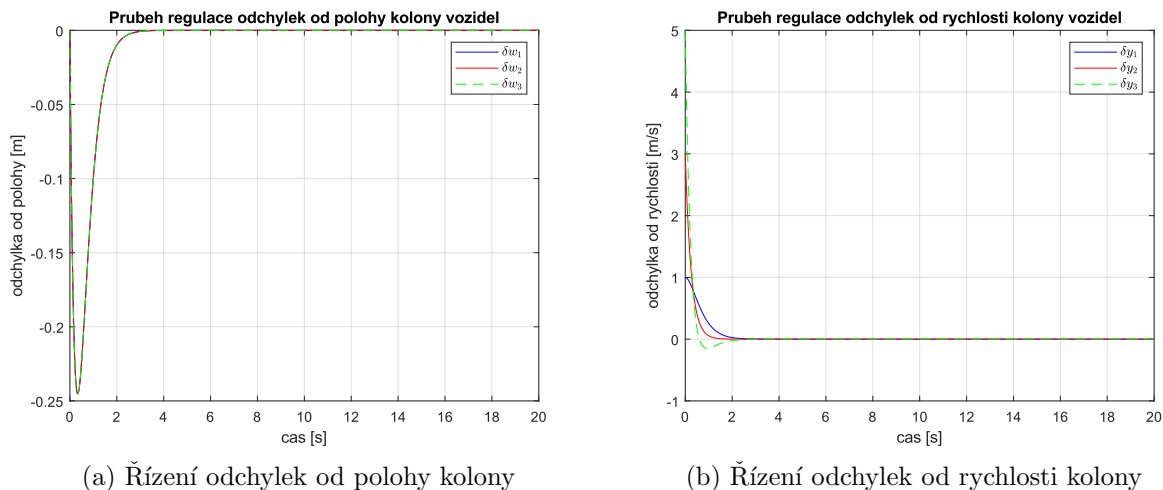 Prubeh regulace odchylek od polohy kolony vozidel
δw₁
δw₂
δw₃
0
-0.05
-0.1
-0.15
-0.2
-0.25
odchylka od polohy [m]
0 2 4 6 8 10 12 14 16 18 20
cas [s]
(a) Řízení odchylek od polohy kolony
Prubeh regulace odchylek od rychlosti kolony vozidel
δy₁
δy₂
δy₃
5
4
3
2
1
0
-1
odchylka od rychlosti [m/s]
0 2 4 6 8 10 12 14 16 18 20
cas [s]
(b) Řízení odchylek od rychlosti kolony